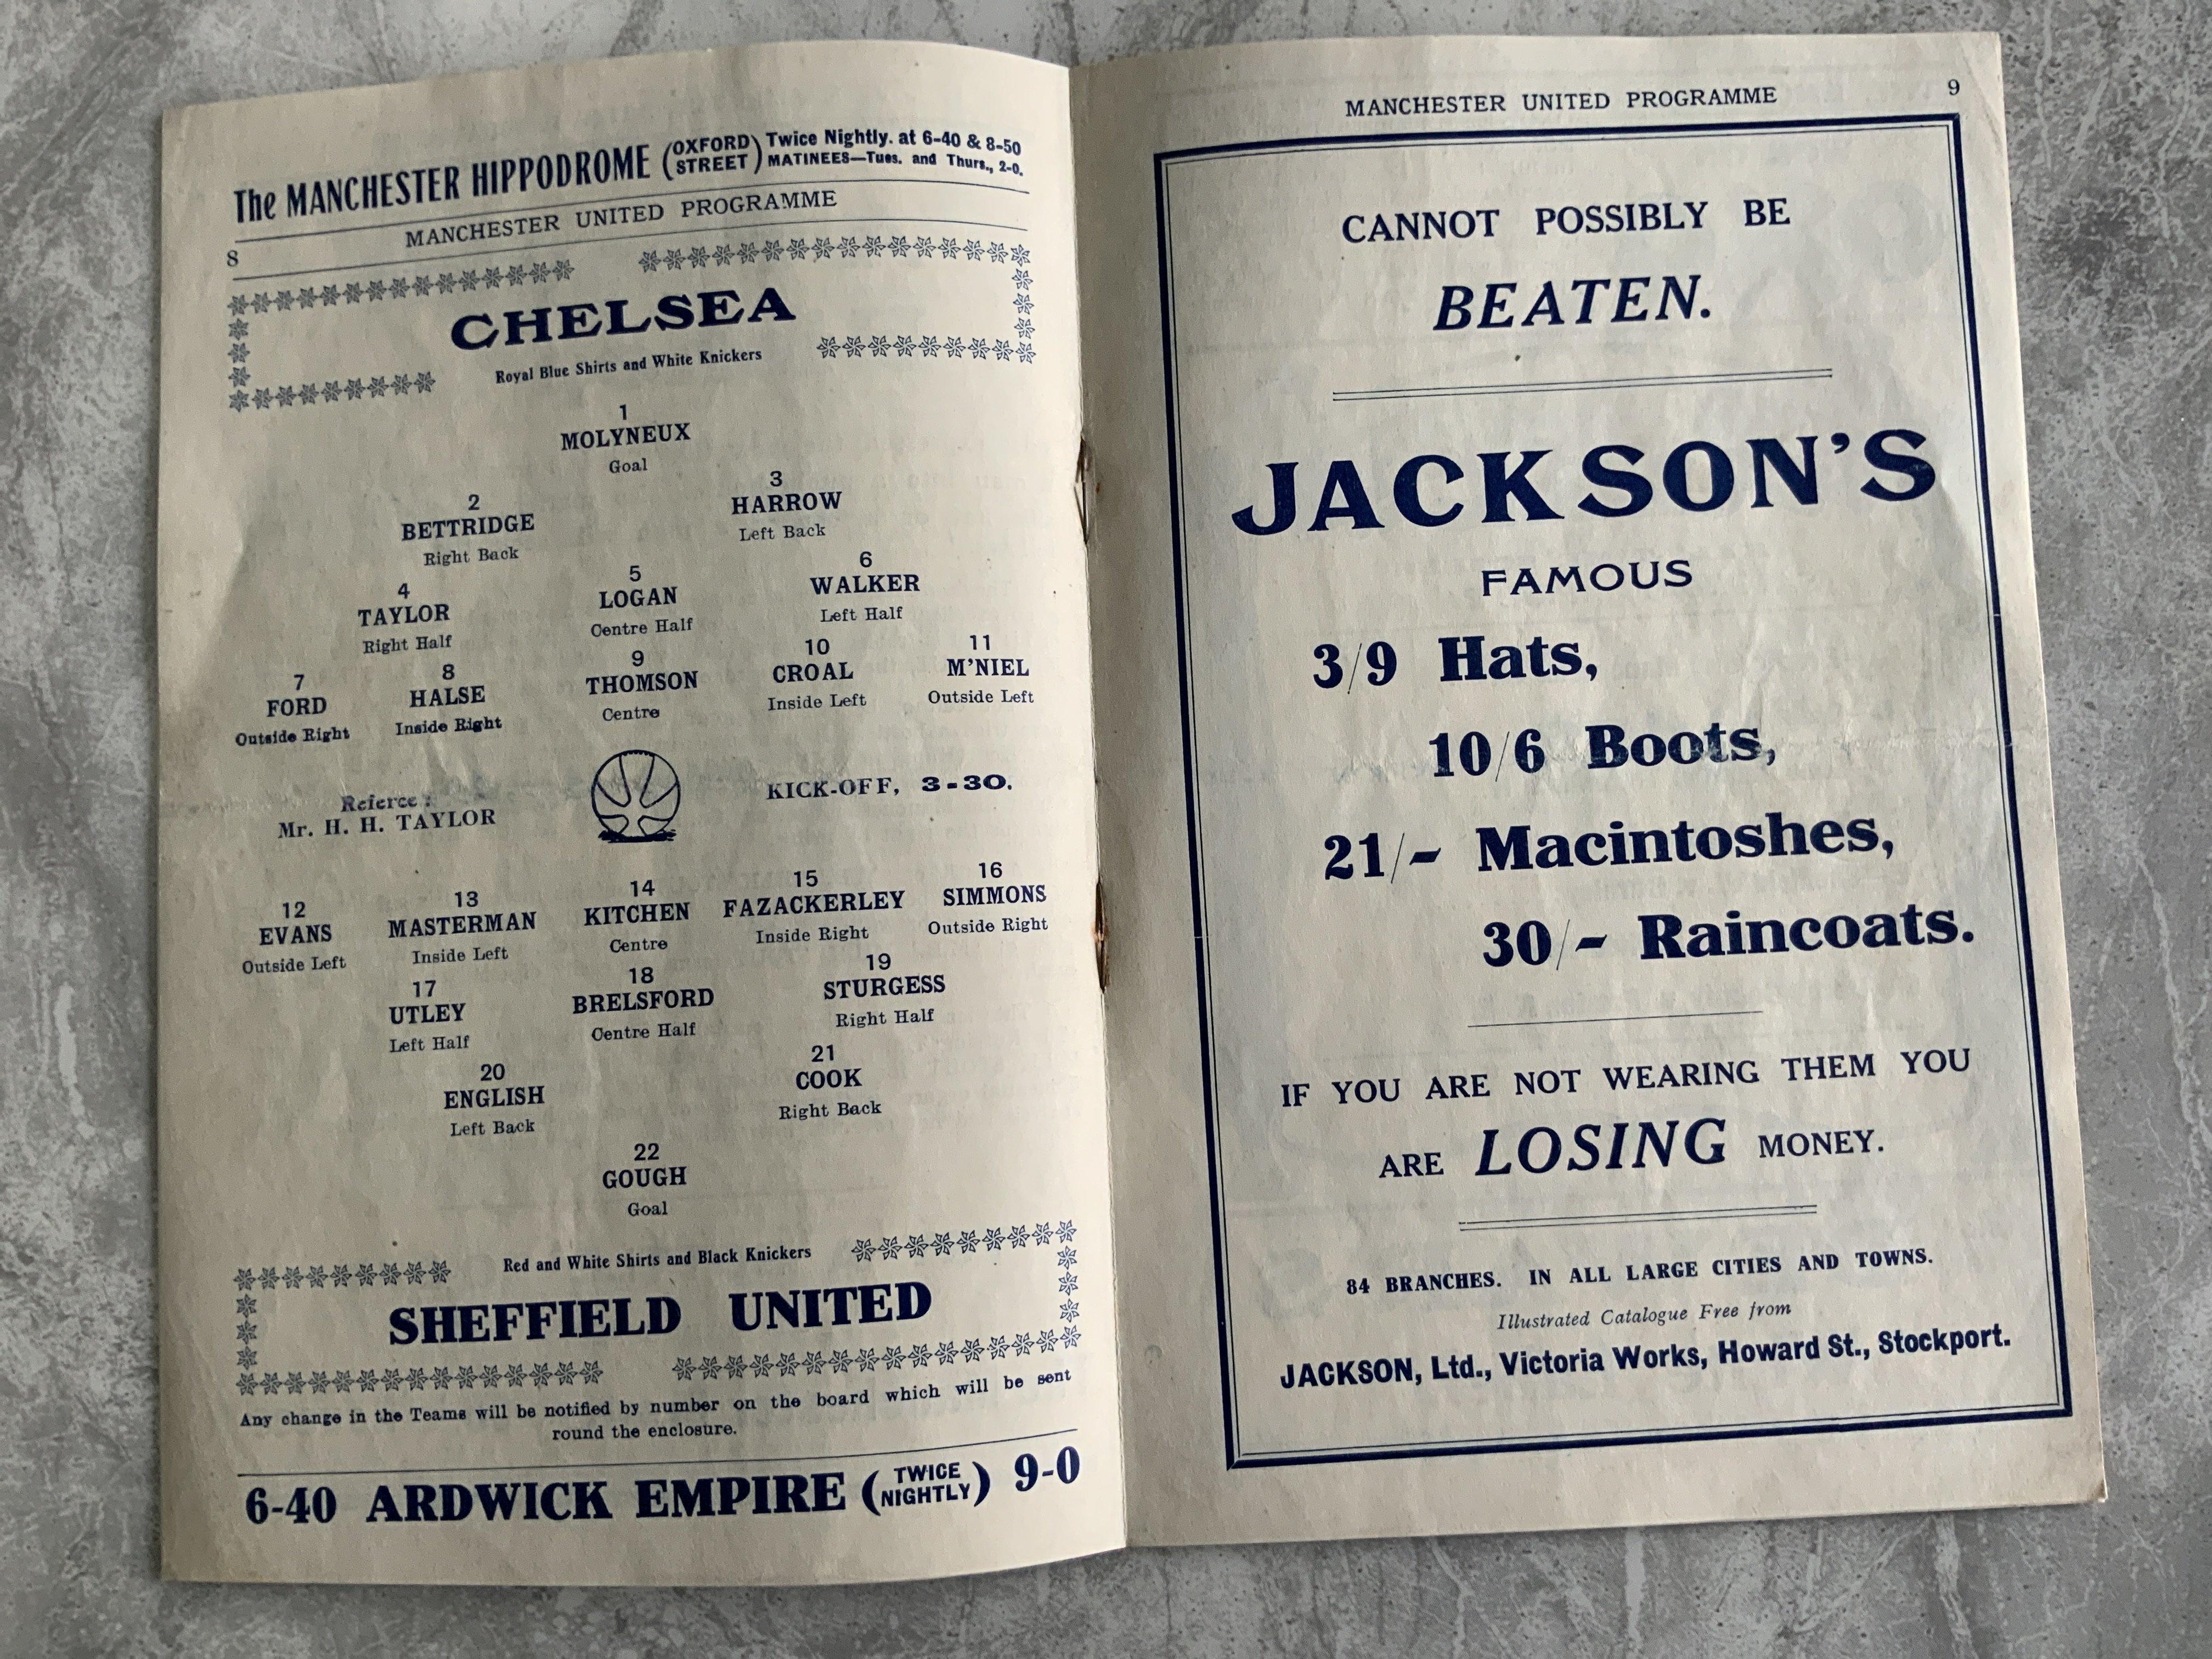 The MANCHESTER HIPPODROME (OXFORD STREET) Twice Nightly. at 6-40 & 8-50
MATINEES—Tues. and Thurs., 2-0.
MANCHESTER UNITED PROGRAMME
8
CHELSEA
Royal Blue Shirts and White Knickers
1
MOLYNEUX
Goal
2 3
BETTRIDGE HARROW
Right Back Left Back
4 5 6
TAYLOR LOGAN WALKER
Right Half Centre Half Left Half
7 8 9 10 11
FORD HALSE THOMSON CROAL M'NIEL
Outside Right Inside Right Centre Inside Left Outside Left
Referee :
Mr. H. H. TAYLOR
KICK-OFF, 3-30.
12 13 14 15 16
EVANS MASTERMAN KITCHEN FAZACKERLEY SIMMONS
Outside Left Inside Left Centre Inside Right Outside Right
17 18 19
UTLEY BRELSFORD STURGESS
Left Half Centre Half Right Half
20 21
ENGLISH COOK
Left Back Right Back
22
GOUGH
Goal
Red and White Shirts and Black Knickers
SHEFFIELD UNITED
Any change in the Teams will be notified by number on the board which will be sent
round the enclosure.
6-40 ARDWICK EMPIRE (TWICE NIGHTLY) 9-0
MANCHESTER UNITED PROGRAMME 9
CANNOT POSSIBLY BE
BEATEN.
JACKSON'S
FAMOUS
3/9 Hats,
10/6 Boots,
21/- Macintoshes,
30/- Raincoats.
IF YOU ARE NOT WEARING THEM YOU
ARE LOSING MONEY.
84 BRANCHES. IN ALL LARGE CITIES AND TOWNS.
Illustrated Catalogue Free from
JACKSON, Ltd., Victoria Works, Howard St., Stockport.